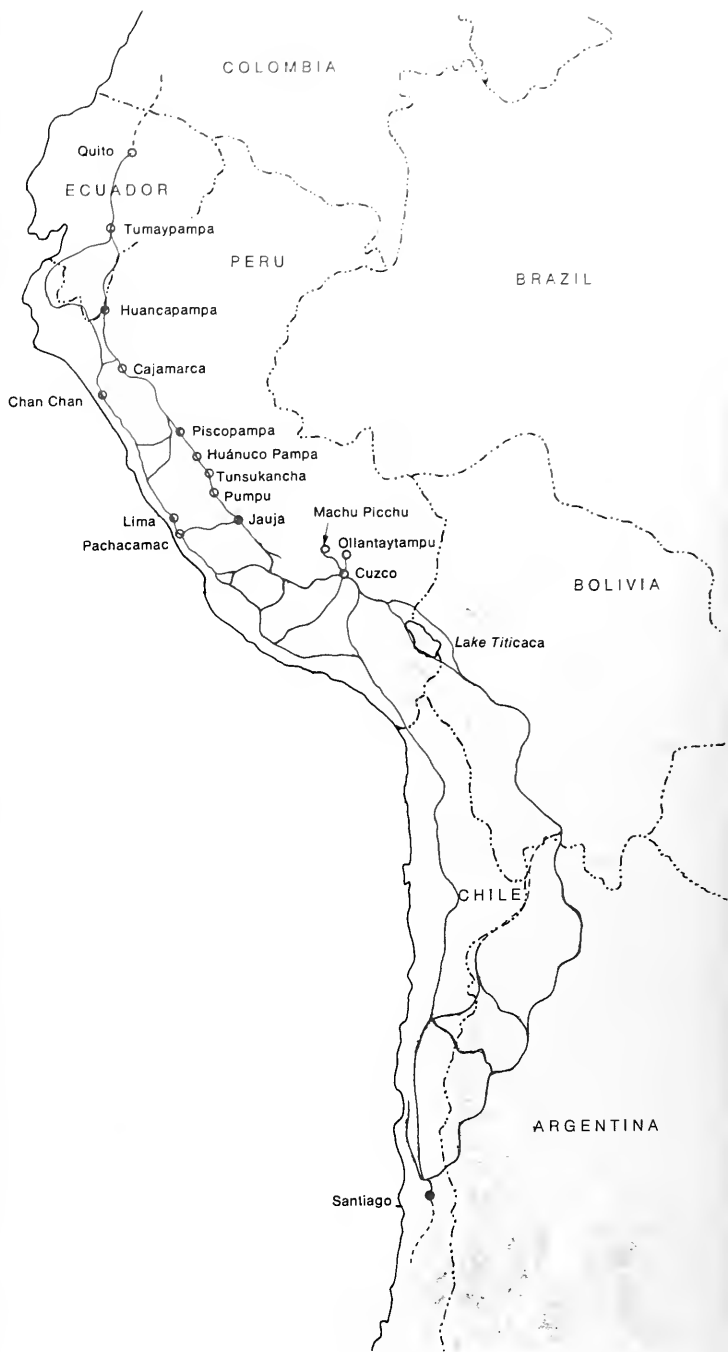 COLOMBIA
Quito
ECUADOR
Tumaypampa
PERU
BRAZIL
Huancapampa
Cajamarca
Chan Chan
Piscopampa
Huánuco Pampa
Tunsukancha
Pumpu
Machu Picchu
Lima
Jauja
Pachacamac
Ollantaytampu
Cuzco
BOLIVIA
Lake Titicaca
CHILE
ARGENTINA
Santiago